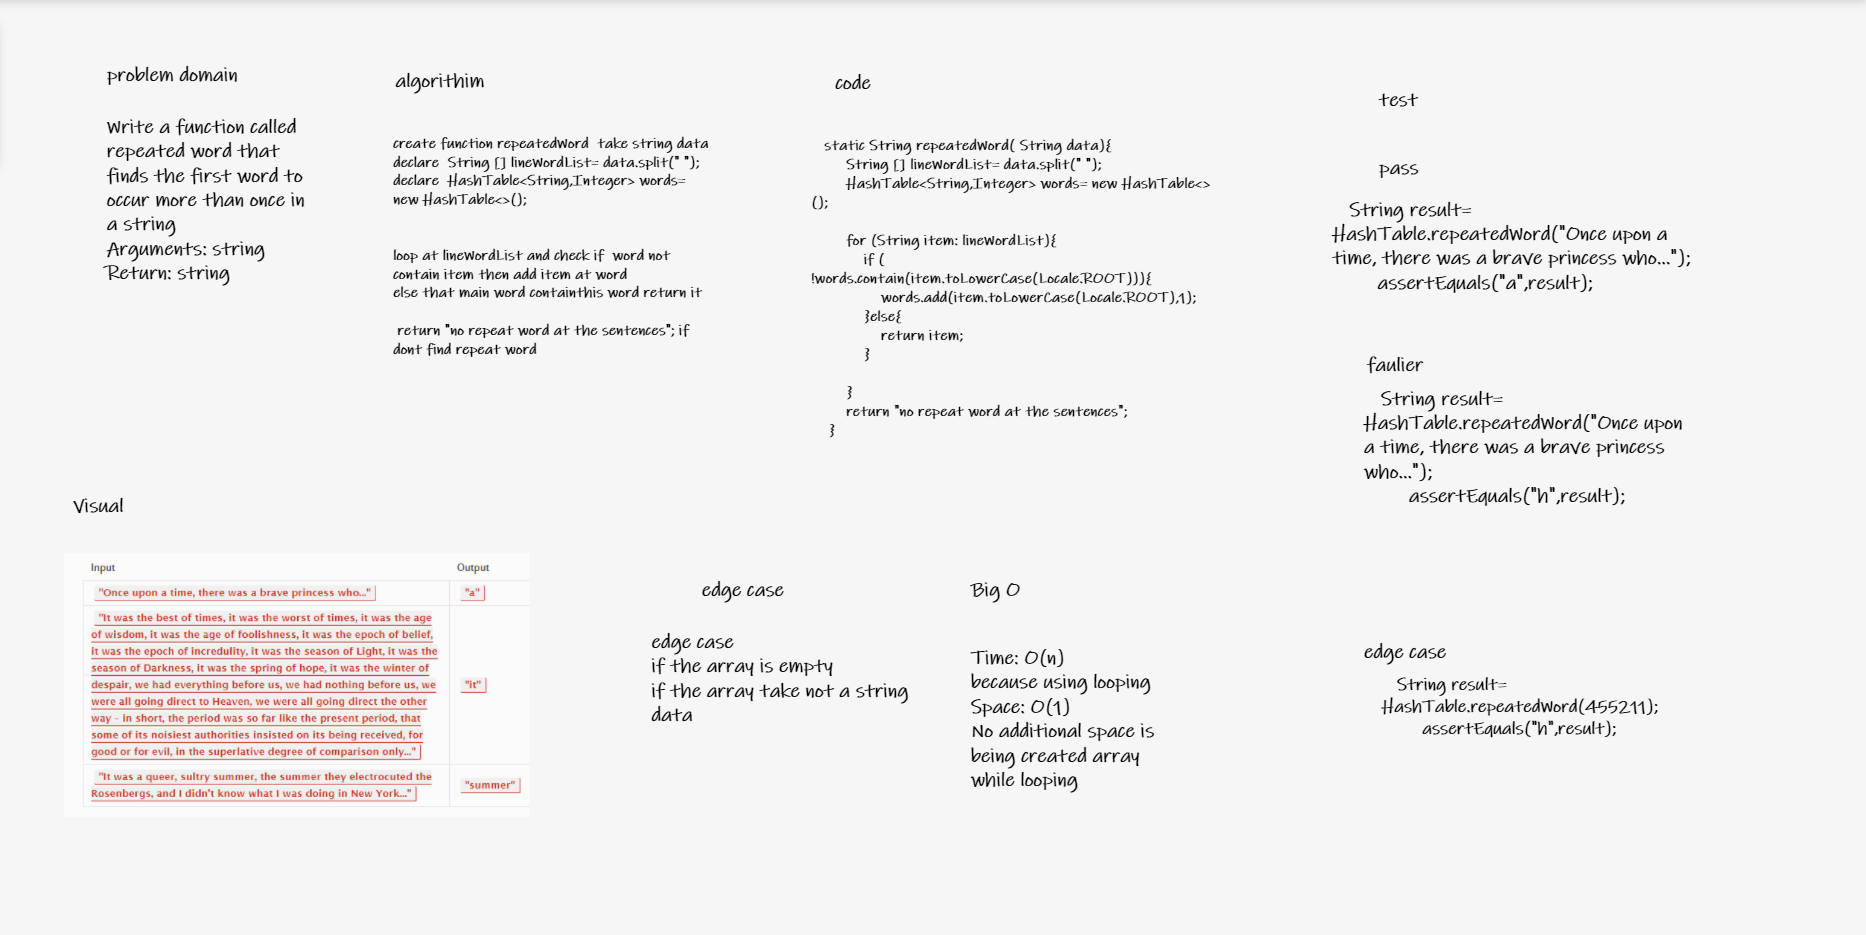 problem domain
Write a function called
repeated word that
finds the first word to
occur more than once in
a string
Arguments: string
Return: string
algorithim
create function repeatedWord  take string data
declare  String [] lineWordList= data.split(" ");
declare  HashTable<String,Integer> words=
new HashTable<>();
loop at lineWordList and check if  word not
contain item then add item at word
else that main word containthis word return it
return "no repeat word at the sentences"; if
dont find repeat word
code
static String repeatedWord( String data){
String [] lineWordList= data.split(" ");
HashTable<String,Integer> words= new HashTable<>
();
for (String item: lineWordList){
if (
!words.contain(item.toLowerCase(Locale.ROOT))){
words.add(item.toLowerCase(Locale.ROOT),1);
}else{
return item;
}
}
return "no repeat word at the sentences";
}
test
pass
String result=
HashTable.repeatedWord("Once upon a
time, there was a brave princess who...");
assertEquals("a",result);
faulier
String result=
HashTable.repeatedWord("Once upon
a time, there was a brave princess
who...");
assertEquals("h",result);
Visual
Input Output
"Once upon a time, there was a brave princess who..." "a"
"It was the best of times, it was the worst of times, it was the age
of wisdom, it was the age of foolishness, it was the epoch of belief,
it was the epoch of incredulity, it was the season of Light, it was the
season of Darkness, it was the spring of hope, it was the winter of
despair, we had everything before us, we had nothing before us, we
"it"
were all going direct to Heaven, we were all going direct the other
way – in short, the period was so far like the present period, that
some of its noisiest authorities insisted on its being received, for
good or for evil, in the superlative degree of comparison only..."
"It was a queer, sultry summer, the summer they electrocuted the
Rosenbergs, and I didn't know what I was doing in New York..."
"summer"
edge case
edge case
if the array is empty
if the array take not a string
data
Big O
Time: O(n)
because using looping
Space: O(1)
No additional space is
being created array
while looping
edge case
String result=
HashTable.repeatedWord(455211);
assertEquals("h",result);